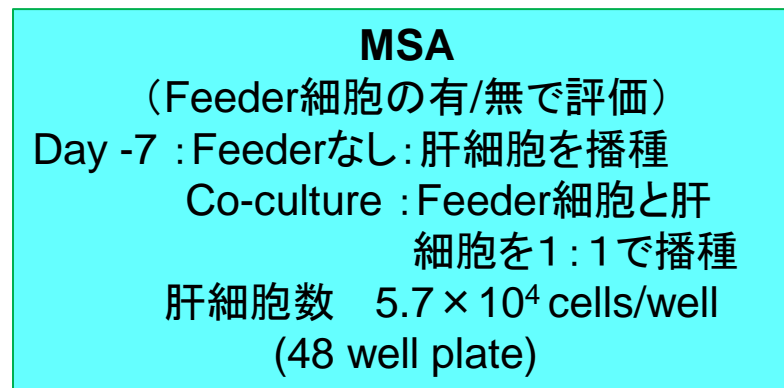 MSA
（Feeder細胞の有/無で評価）
Day -7：Feederなし：肝細胞を播種
Co-culture：Feeder細胞と肝
細胞を１：１で播種
肝細胞数　5.7×10⁴ cells/well
(48 well plate)